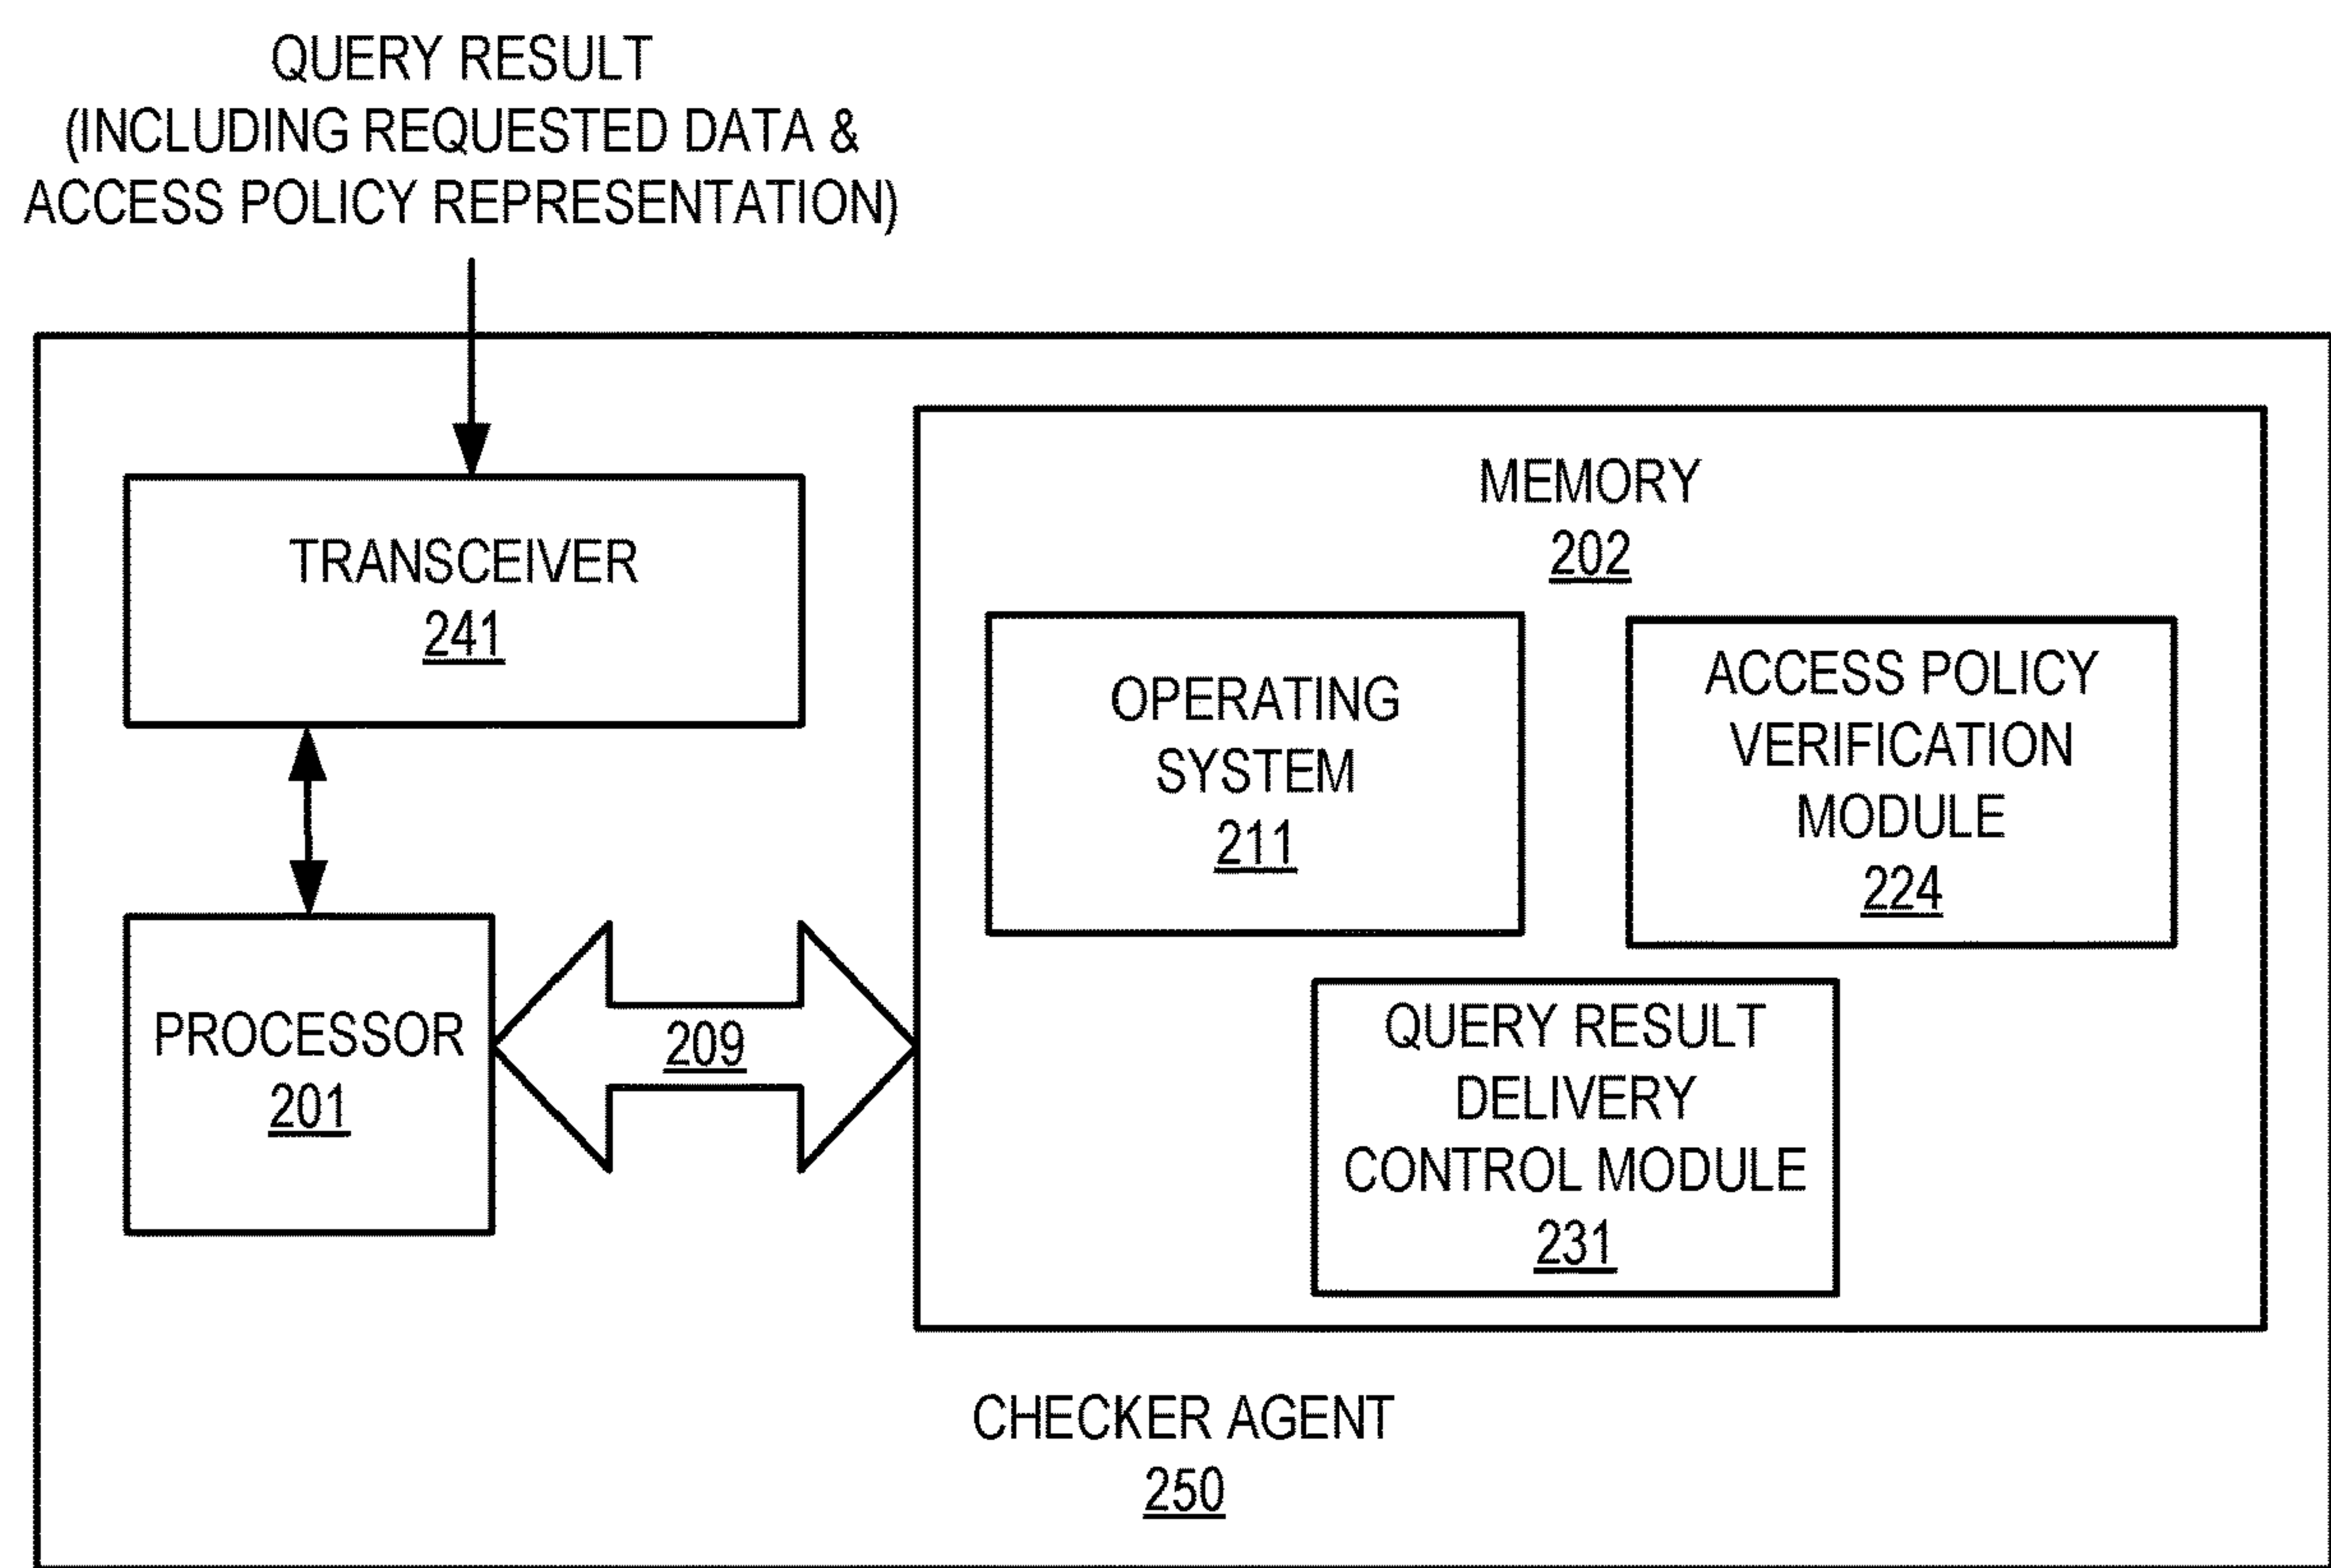 QUERY RESULT
(INCLUDING REQUESTED DATA &
ACCESS POLICY REPRESENTATION)
TRANSCEIVER
241
PROCESSOR
201
209
MEMORY
202
OPERATING
SYSTEM
211
ACCESS POLICY
VERIFICATION
MODULE
224
QUERY RESULT
DELIVERY
CONTROL MODULE
231
CHECKER AGENT
250